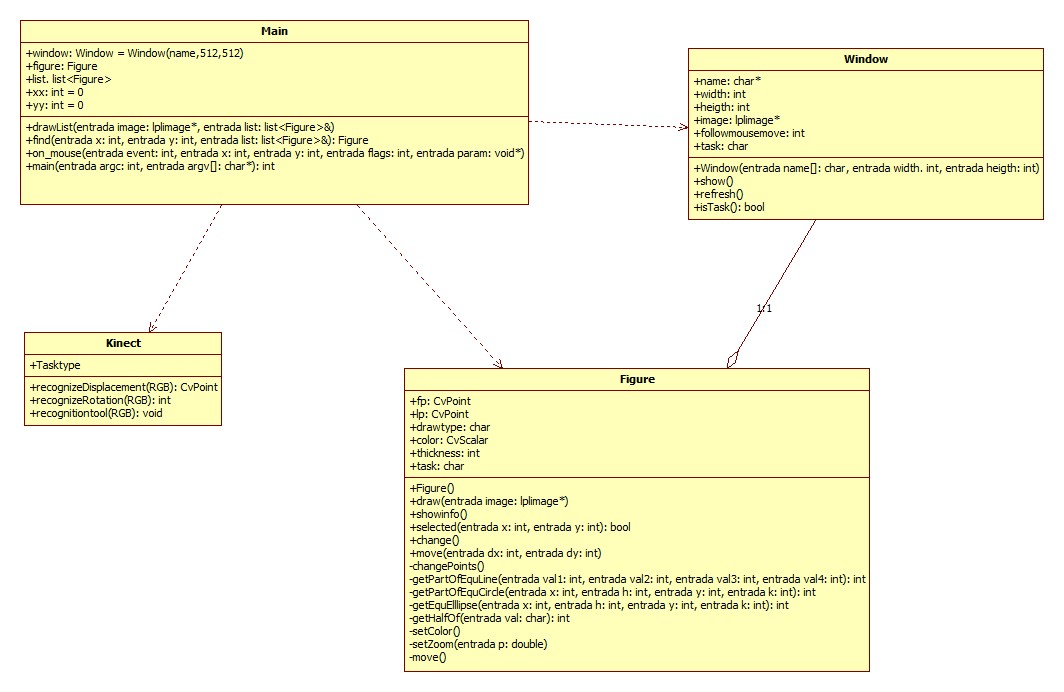 Main
+window: Window = Window(name,512,512)
+figure: Figure
+list. list<Figure>
+xx: int = 0
+yy: int = 0
+drawList(entrada image: lplimage*, entrada list: list<Figure>&)
+find(entrada x: int, entrada y: int, entrada list: list<Figure>&): Figure
+on_mouse(entrada event: int, entrada x: int, entrada y: int, entrada flags: int, entrada param: void*)
+main(entrada argc: int, entrada argv[]: char*): int
Window
+name: char*
+width: int
+heigth: int
+image: lplimage*
+followmousemove: int
+task: char
+Window(entrada name[]: char, entrada width. int, entrada heigth: int)
+show()
+refresh()
+isTask(): bool
1:1
Kinect
+Tasktype
+recognizeDisplacement(RGB): CvPoint
+recognizeRotation(RGB): int
+recognitiontool(RGB): void
Figure
+fp: CvPoint
+lp: CvPoint
+drawtype: char
+color: CvScalar
+thickness: int
+task: char
+Figure()
+draw(entrada image: lplimage*)
+showinfo()
+selected(entrada x: int, entrada y: int): bool
+change()
+move(entrada dx: int, entrada dy: int)
-changePoints()
-getPartOfEquLine(entrada val1: int, entrada val2: int, entrada val3: int, entrada val4: int): int
-getPartOfEquCircle(entrada x: int, entrada h: int, entrada y: int, entrada k: int): int
-getEquEllipse(entrada x: int, entrada h: int, entrada y: int, entrada k: int): int
-getHalfOf(entrada val: char): int
-setColor()
-setZoom(entrada p: double)
-move()